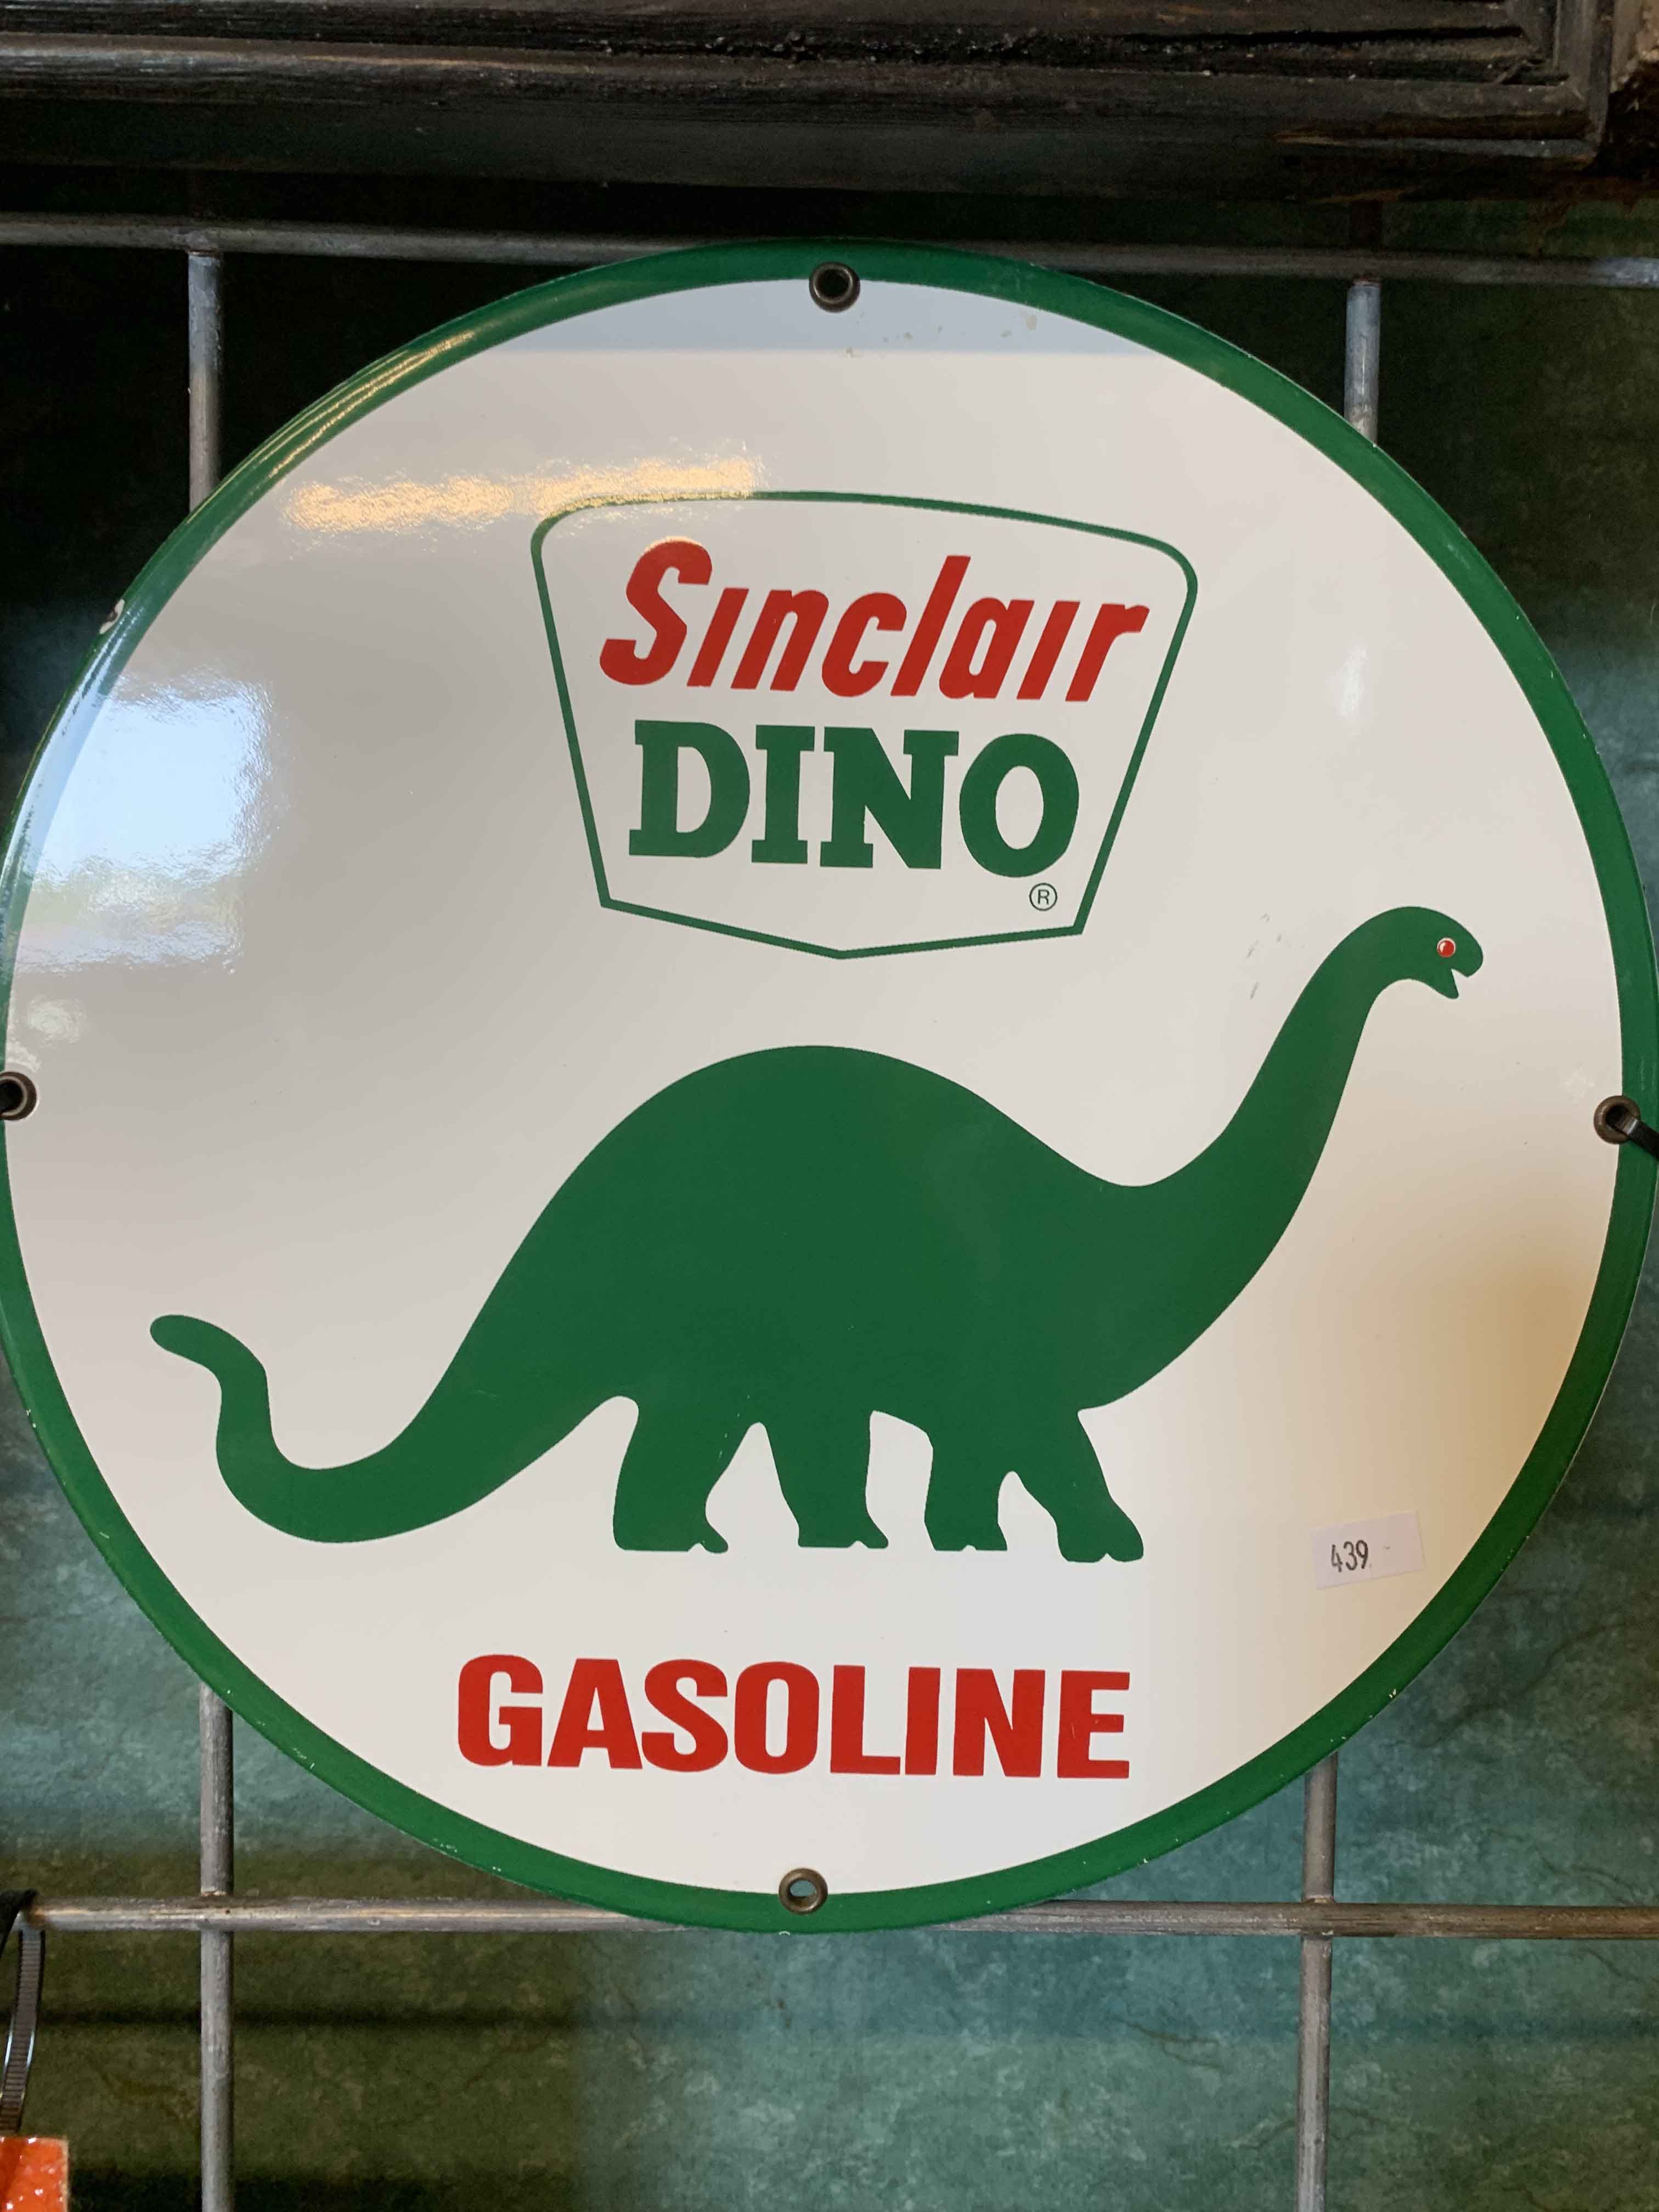 Sinclair
DINO
®
439
GASOLINE